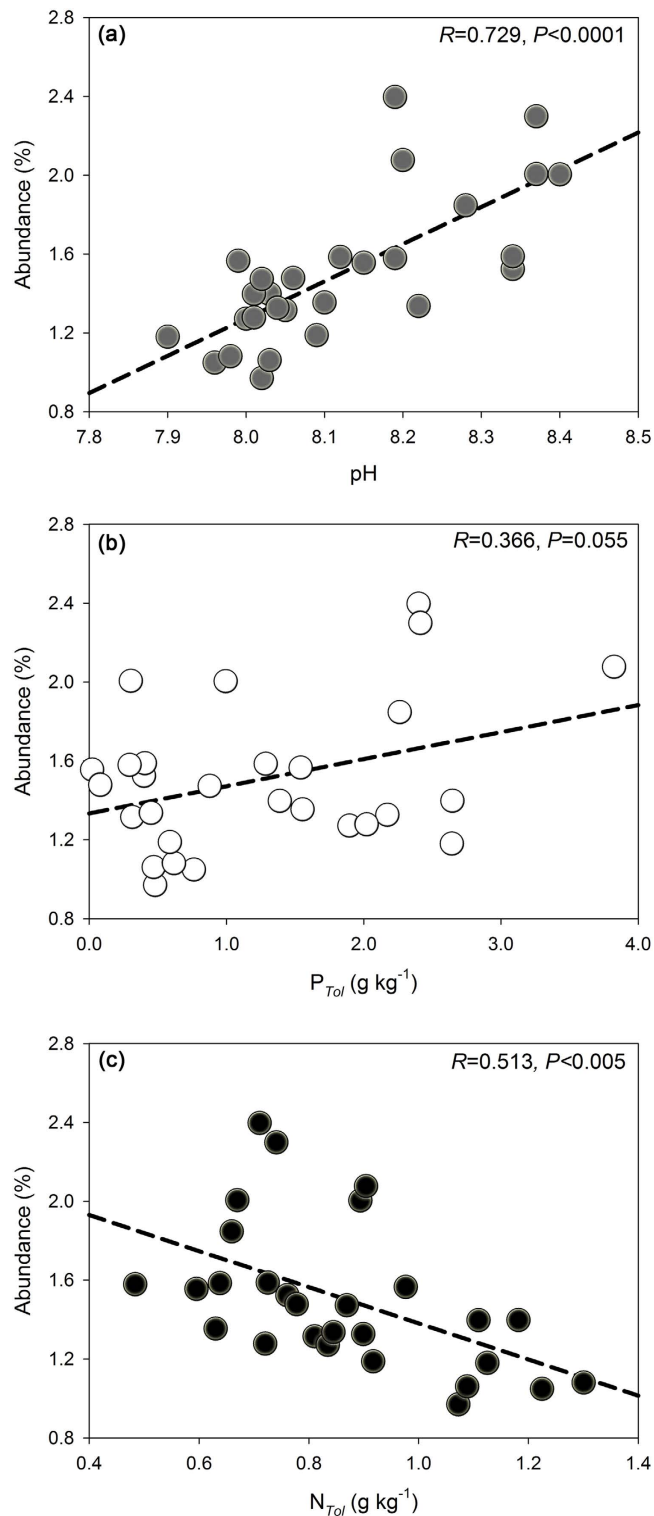 (a)
R=0.729, P<0.0001
2.8
2.4
2.0
1.6
1.2
0.8
Abundance (%)
7.8 7.9 8.0 8.1 8.2 8.3 8.4 8.5
pH
(b)
R=0.366, P=0.055
2.8
2.4
2.0
1.6
1.2
0.8
Abundance (%)
0.0 1.0 2.0 3.0 4.0
P_Tol (g kg⁻¹)
(c)
R=0.513, P<0.005
2.8
2.4
2.0
1.6
1.2
0.8
Abundance (%)
0.4 0.6 0.8 1.0 1.2 1.4
N_Tol (g kg⁻¹)